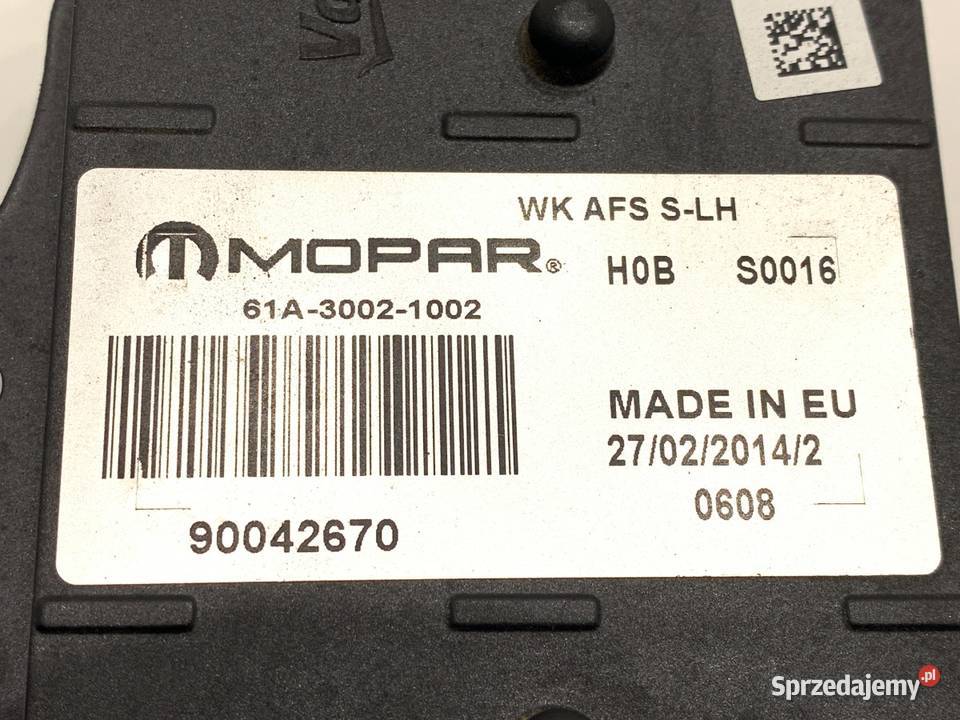 WK AFS S-LH
MOPAR®
H0B S0016
61A-3002-1002
MADE IN EU
27/02/2014/2
0608
90042670
Sprzedajemy.pl